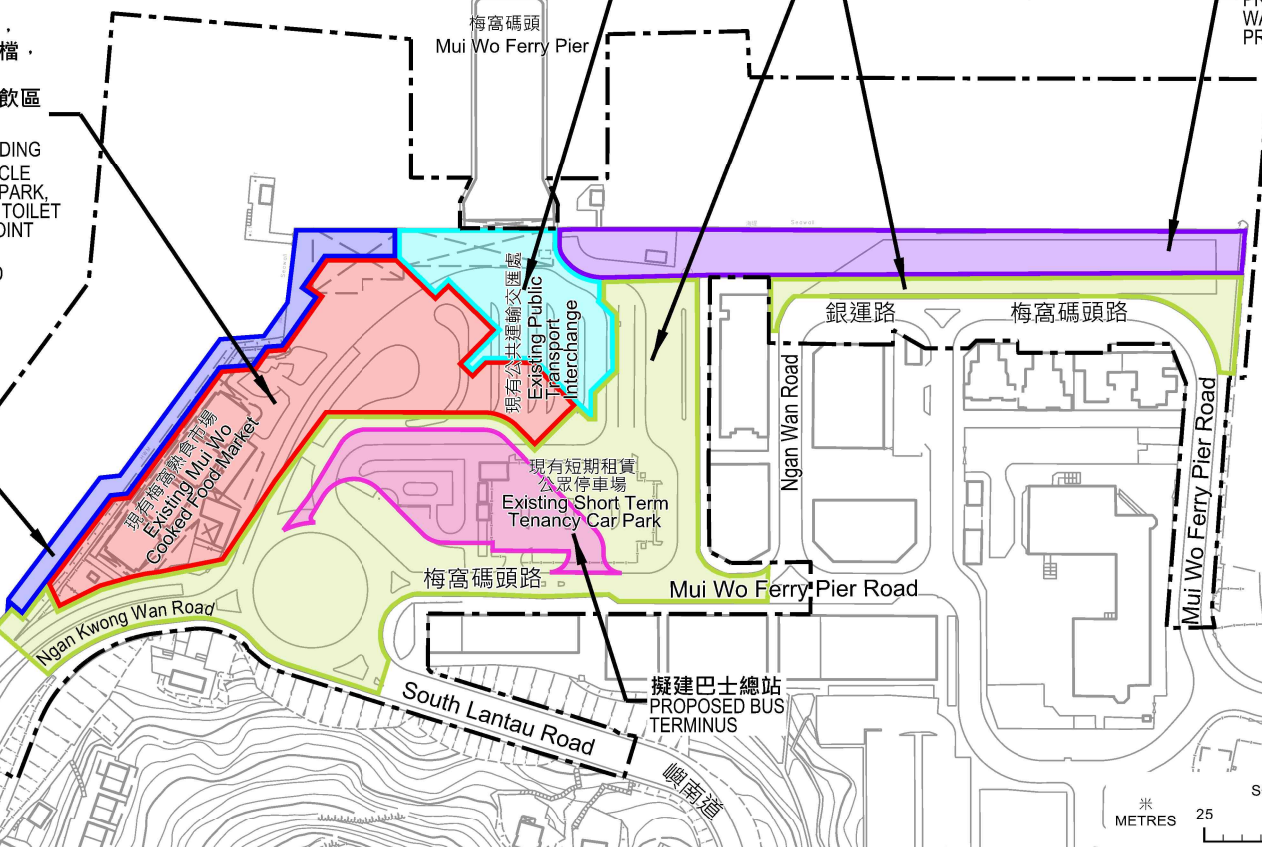 梅窩碼頭
Mui Wo Ferry Pier
檔，
飲區
DING
CLE
PARK,
TOILET
OINT
WA
PR
Seawall
現有公共運輸交匯處
Existing Public
Transport
Interchange
銀運路
梅窩碼頭路
Ngan Wan Road
Mui Wo Ferry Pier Road
現有梅窩熟食市場
Existing Mui Wo
Cooked Food Market
現有短期租賃
公眾停車場
Existing Short Term
Tenancy Car Park
梅窩碼頭路
Mui Wo Ferry Pier Road
Ngan Kwong Wan Road
South Lantau Road
嶼南道
擬建巴士總站
PROPOSED BUS
TERMINUS
米
METRES
25